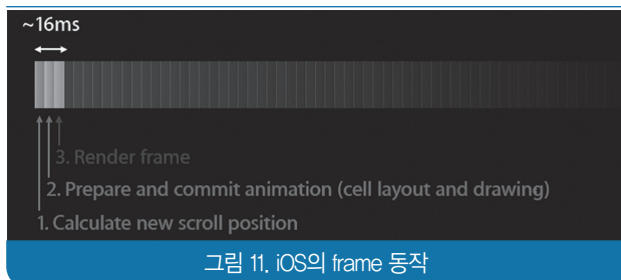 ~16ms
3. Render frame
2. Prepare and commit animation (cell layout and drawing)
1. Calculate new scroll position
그림 11. iOS의 frame 동작